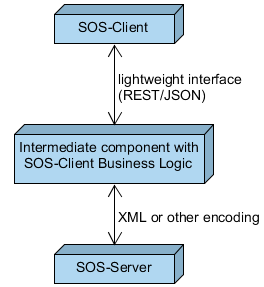 SOS-Client
lightweight interface
(REST/JSON)
Intermediate component with
SOS-Client Business Logic
XML or other encoding
SOS-Server